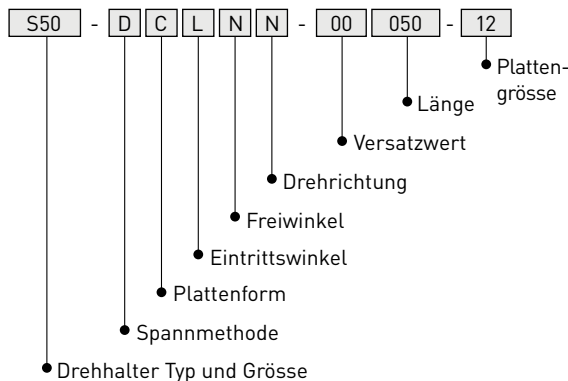 S50 - D C L N N - 00 050 - 12
Platten-
grösse
Länge
Versatzwert
Drehrichtung
Freiwinkel
Eintrittswinkel
Plattenform
Spannmethode
Drehhalter Typ und Grösse